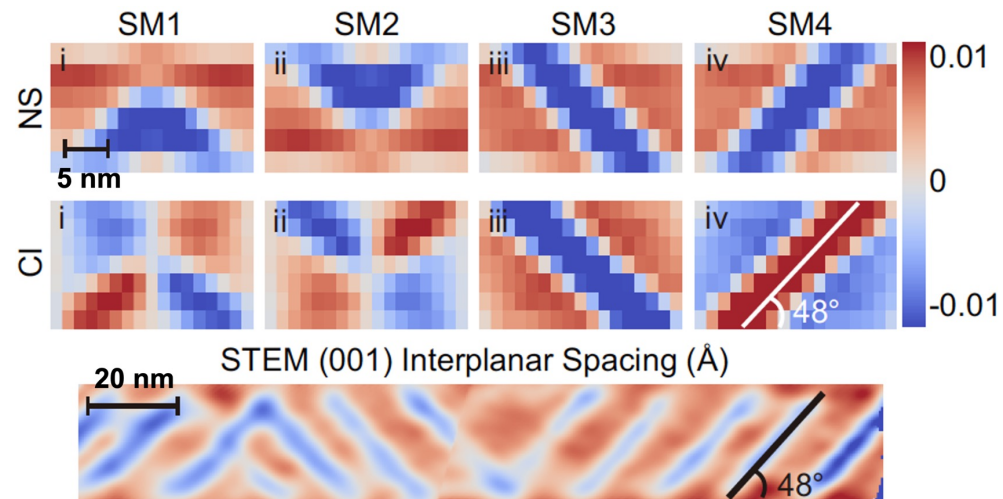 SM1 SM2 SM3 SM4
NS
i ii iii iv
5 nm
0.01
0
-0.01
CI
i ii iii iv
48°
STEM (001) Interplanar Spacing (Å)
20 nm
48°